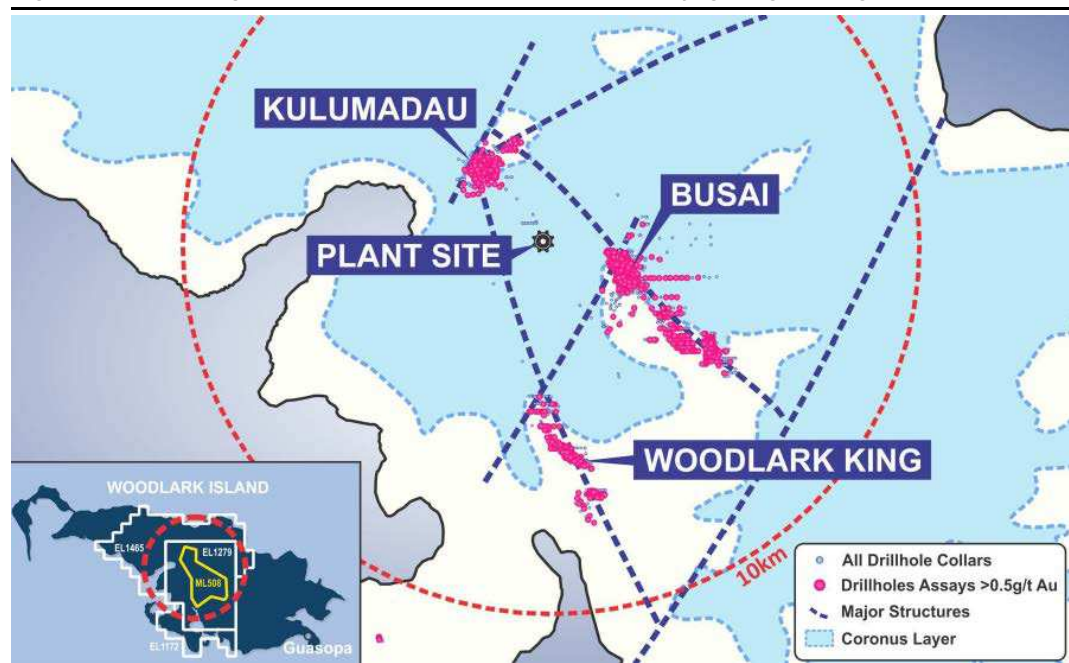 KULUMADAU
BUSAI
PLANT SITE
WOODLARK KING
10km
WOODLARK ISLAND
EL1465
EL1279
ML508
EL1172
Guasopa
All Drillhole Collars
Drillholes Assays >0.5g/t Au
Major Structures
Coronus Layer